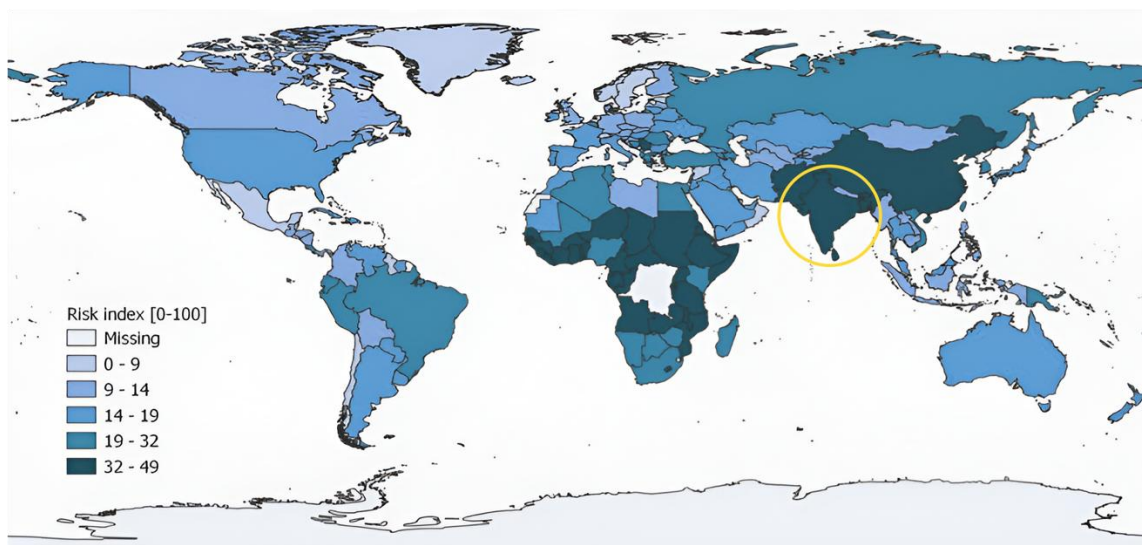 Risk index [0-100]
Missing
0 - 9
9 - 14
14 - 19
19 - 32
32 - 49